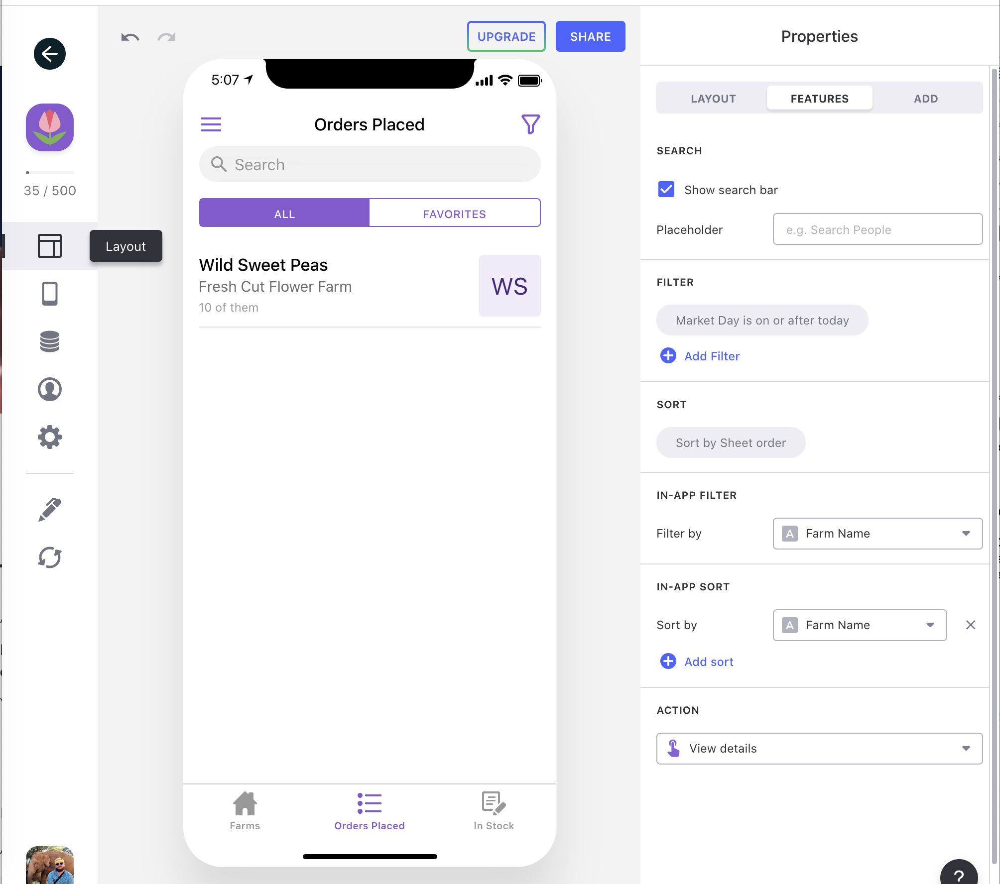 UPGRADE
SHARE
Properties
5:07
LAYOUT
FEATURES
ADD
Orders Placed
SEARCH
Search
Show search bar
35 / 500
ALL
FAVORITES
Placeholder
e.g. Search People
Layout
Wild Sweet Peas
Fresh Cut Flower Farm
10 of them
WS
FILTER
Market Day is on or after today
Add Filter
SORT
Sort by Sheet order
IN-APP FILTER
Filter by
A
Farm Name
IN-APP SORT
Sort by
A
Farm Name
Add sort
ACTION
View details
Farms
Orders Placed
In Stock
?